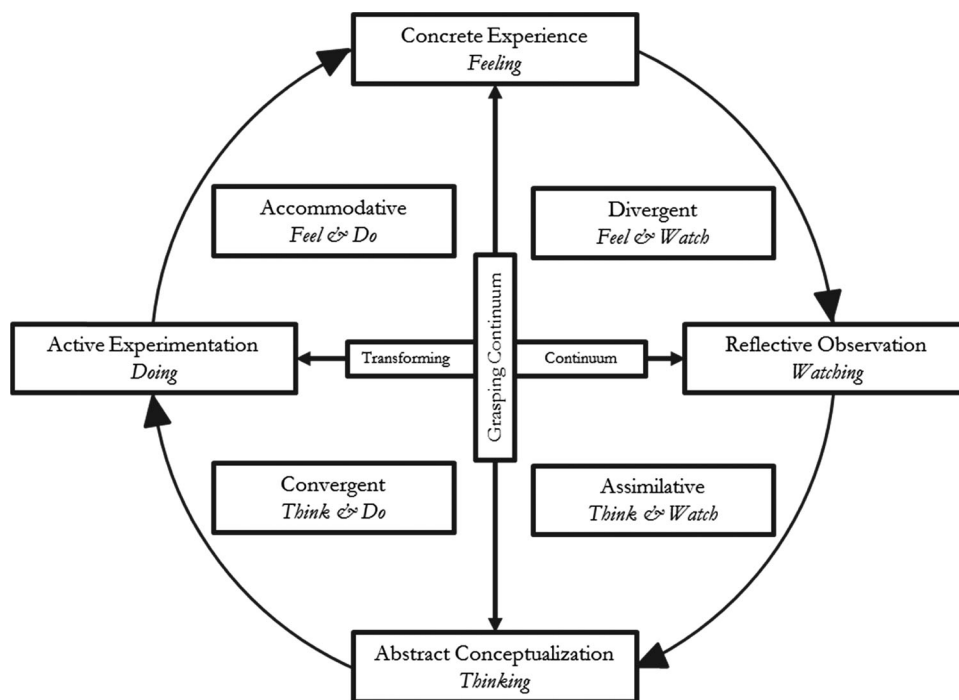 Concrete Experience
Feeling
Accommodative
Feel & Do
Divergent
Feel & Watch
Active Experimentation
Doing
Transforming
Grasping Continuum
Continuum
Reflective Observation
Watching
Convergent
Think & Do
Assimilative
Think & Watch
Abstract Conceptualization
Thinking